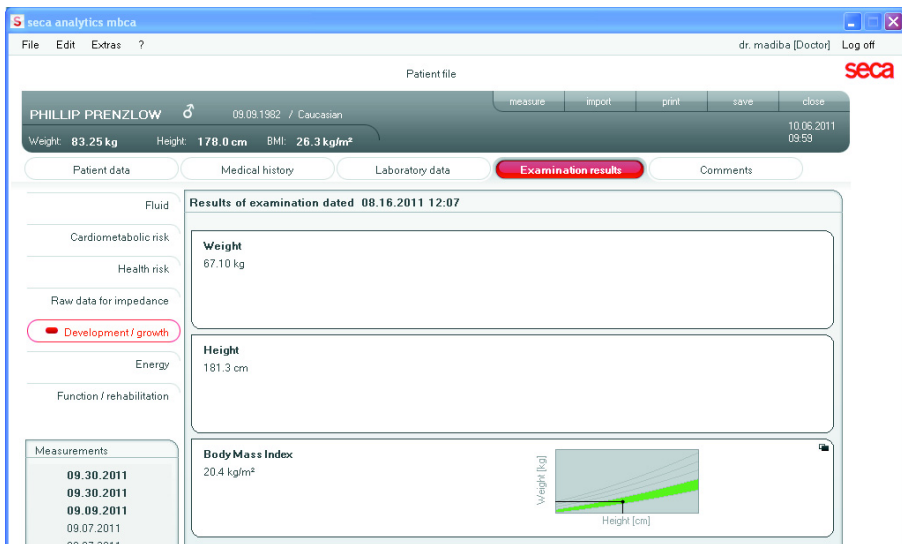 S seca analytics mbca
File Edit Extras ? dr. madiba [Doctor] Log off
Patient file seca
measure import print save close
PHILLIP PRENZLOW ♂ 09.09.1982 / Caucasian
10.06.2011
09:59
Weight: 83.25 kg Height: 178.0 cm BMI: 26.3 kg/m²
Patient data Medical history Laboratory data Examination results Comments
Fluid
Cardiometabolic risk
Health risk
Raw data for impedance
Development / growth
Energy
Function / rehabilitation
Measurements
09.30.2011
09.30.2011
09.09.2011
09.07.2011
Results of examination dated 08.16.2011 12:07
Weight
67.10 kg
Height
181.3 cm
Body Mass Index
20.4 kg/m²
Weight [kg]
Height [cm]